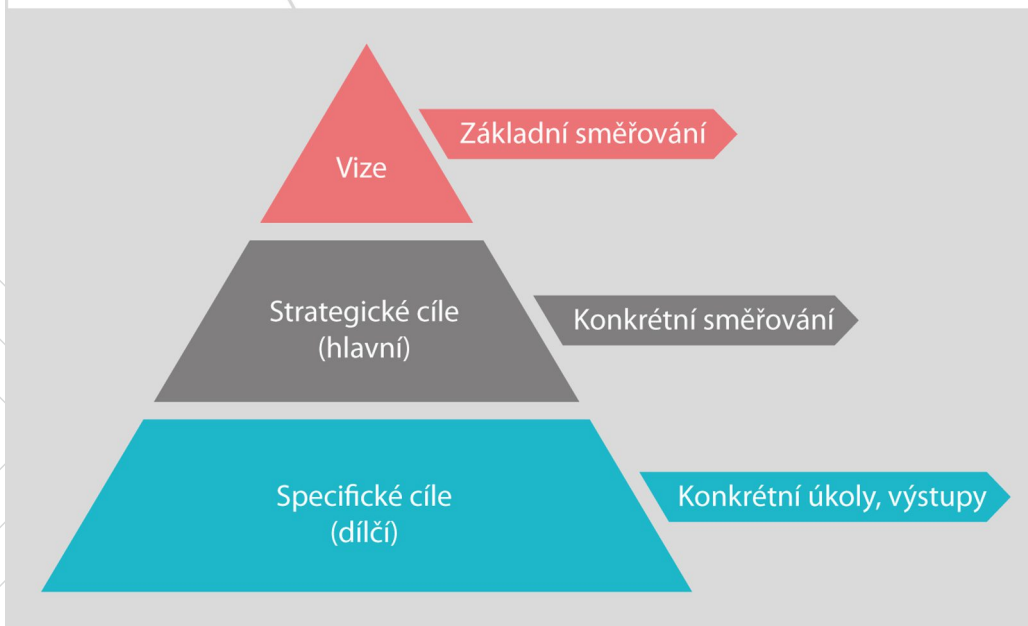 Základní směřování
Vize
Strategické cíle
(hlavní)
Konkrétní směřování
Specifické cíle
(dílčí)
Konkrétní úkoly, výstupy